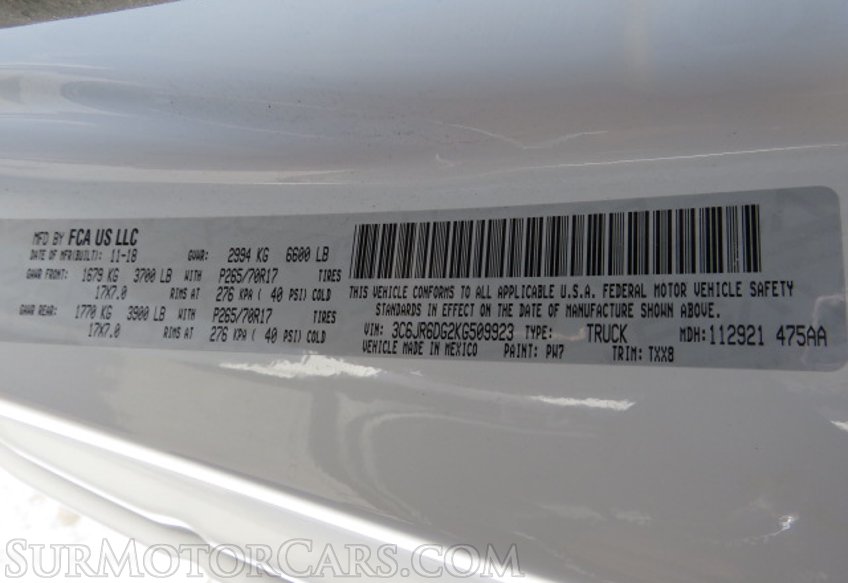 MFD BY FCA US LLC
DATE OF MFR(BUILT): 11-18 GVWR: 2994 KG 6600 LB
GAWR FRONT: 1679 KG 3700 LB WITH P265/70R17 TIRES
17X7.0 RIMS AT 276 KPA ( 40 PSI) COLD
GAWR REAR: 1770 KG 3900 LB WITH P265/70R17 TIRES
17X7.0 RIMS AT 276 KPA ( 40 PSI) COLD
THIS VEHICLE CONFORMS TO ALL APPLICABLE U.S.A. FEDERAL MOTOR VEHICLE SAFETY
STANDARDS IN EFFECT ON THE DATE OF MANUFACTURE SHOWN ABOVE.
VIN: 3C6JR6DG2KG509923 TYPE: TRUCK MDH: 112921 475AA
VEHICLE MADE IN MEXICO PAINT: PW7 TRIM: TXX8
SURMOTORCARS.COM